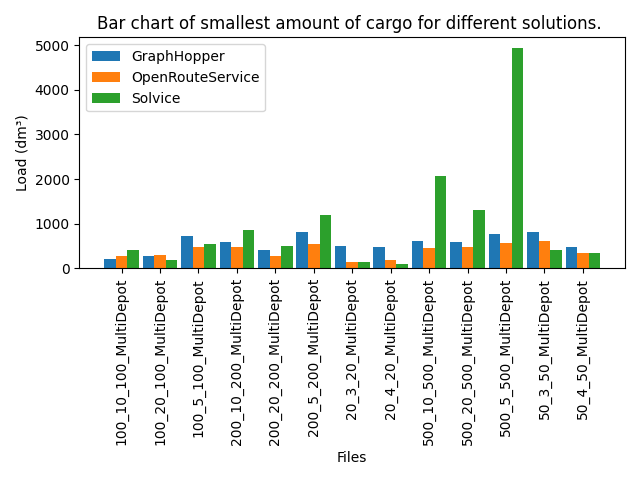 Bar chart of smallest amount of cargo for different solutions.
GraphHopper
OpenRouteService
Solvice
Load (dm³)
5000
4000
3000
2000
1000
0
100_10_100_MultiDepot
100_20_100_MultiDepot
100_5_100_MultiDepot
200_10_200_MultiDepot
200_20_200_MultiDepot
200_5_200_MultiDepot
20_3_20_MultiDepot
20_4_20_MultiDepot
500_10_500_MultiDepot
500_20_500_MultiDepot
500_5_500_MultiDepot
50_3_50_MultiDepot
50_4_50_MultiDepot
Files